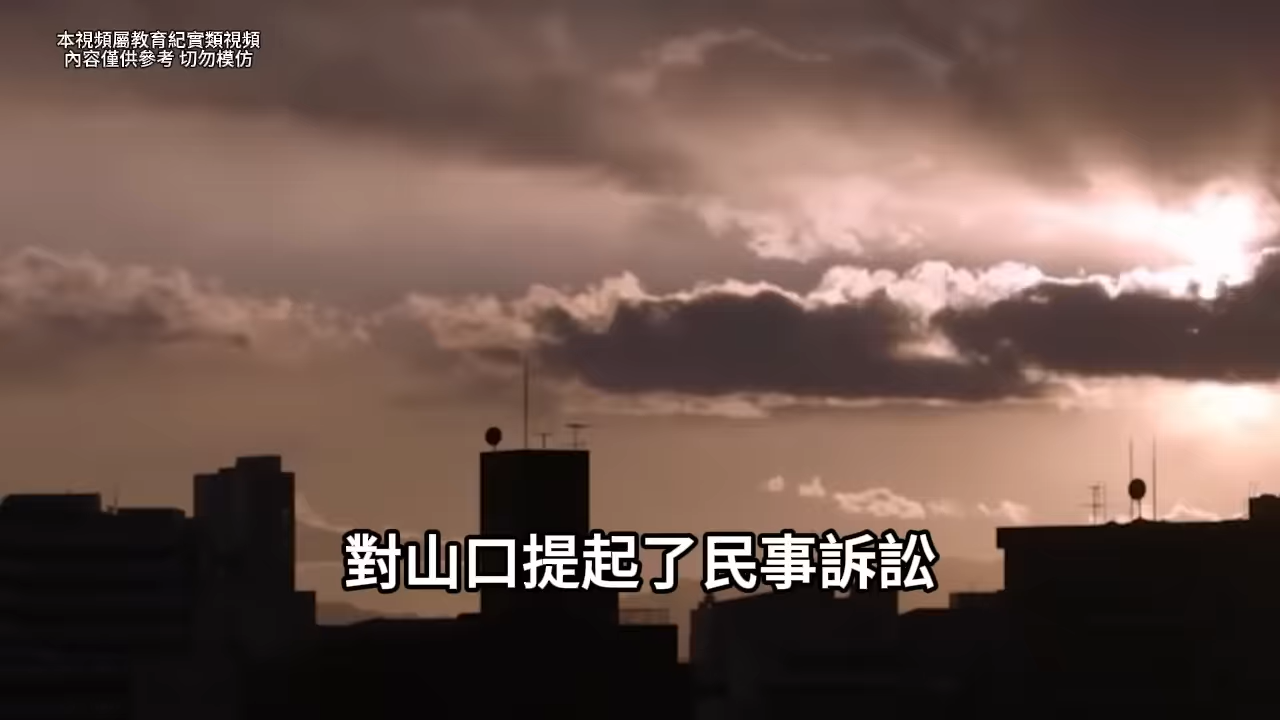 本視頻屬教育紀實類視頻
內容僅供參考 切勿模仿
對山口提起了民事訴訟